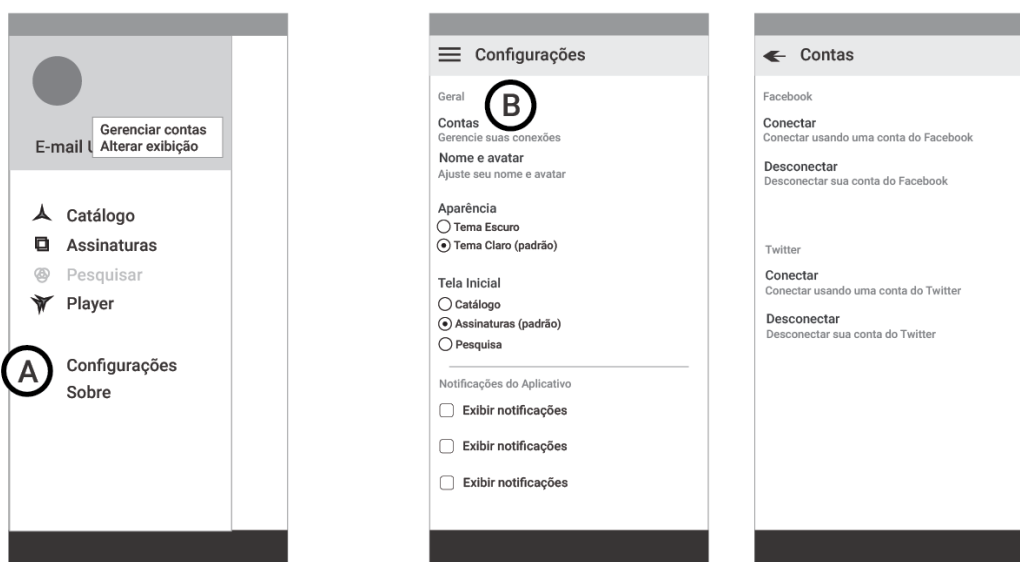 Gerenciar contas
Alterar exibição
E-mail
Catálogo
Assinaturas
Pesquisar
Player
A
Configurações
Sobre
Configurações
Geral
B
Contas
Gerencie suas conexões
Nome e avatar
Ajuste seu nome e avatar
Aparência
Tema Escuro
Tema Claro (padrão)
Tela Inicial
Catálogo
Assinaturas (padrão)
Pesquisa
Notificações do Aplicativo
Exibir notificações
Exibir notificações
Exibir notificações
Contas
Facebook
Conectar
Conectar usando uma conta do Facebook
Desconectar
Desconectar sua conta do Facebook
Twitter
Conectar
Conectar usando uma conta do Twitter
Desconectar
Desconectar sua conta do Twitter